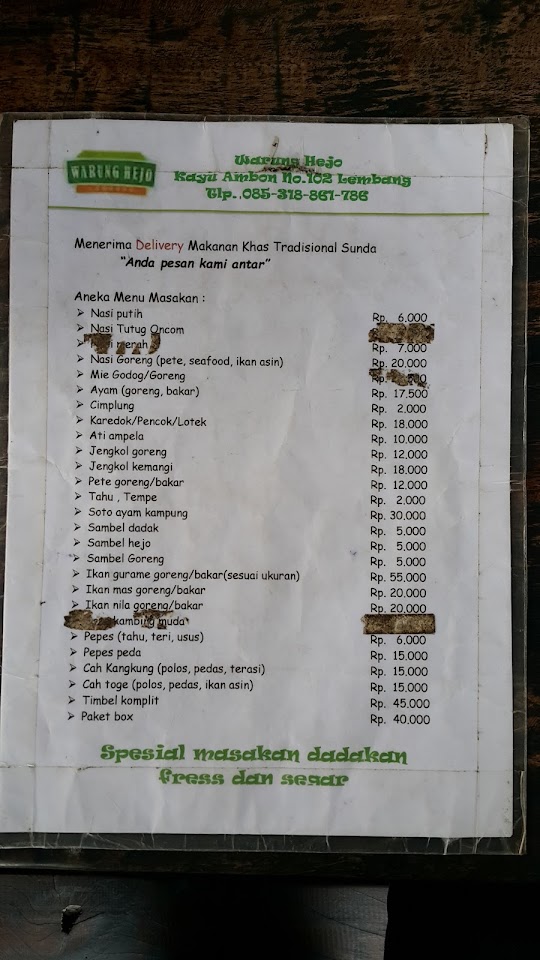 WARUNG HEJO
Warung Hejo
Kayu Ambon No.102 Lembang
Tlp..085-318-861-786
Menerima Delivery Makanan Khas Tradisional Sunda
"Anda pesan kami antar"
Aneka Menu Masakan :
➢ Nasi putih Rp. 6.000
➢ Nasi Tutug Oncom
➢ merah Rp. 7.000
➢ Nasi Goreng (pete, seafood, ikan asin) Rp. 20.000
➢ Mie Godog/Goreng Rp.
➢ Ayam (goreng, bakar) Rp. 17.500
➢ Cimplung Rp. 2.000
➢ Karedok/Pencok/Lotek Rp. 18.000
➢ Ati ampela Rp. 10.000
➢ Jengkol goreng Rp. 12.000
➢ Jengkol kemangi Rp. 18.000
➢ Pete goreng/bakar Rp. 12.000
➢ Tahu , Tempe Rp. 2.000
➢ Soto ayam kampung Rp. 30.000
➢ Sambel dadak Rp. 5.000
➢ Sambel hejo Rp. 5.000
➢ Sambel Goreng Rp. 5.000
➢ Ikan gurame goreng/bakar(sesuai ukuran) Rp. 55.000
➢ Ikan mas goreng/bakar Rp. 20.000
➢ Ikan nila goreng/bakar Rp. 20.000
kambing muda
➢ Pepes (tahu, teri, usus) Rp. 6.000
➢ Pepes peda Rp. 15.000
➢ Cah Kangkung (polos, pedas, terasi) Rp. 15.000
➢ Cah toge (polos, pedas, ikan asin) Rp. 15.000
➢ Timbel komplit Rp. 45.000
➢ Paket box Rp. 40.000
Spesial masakan dadakan
fress dan segar